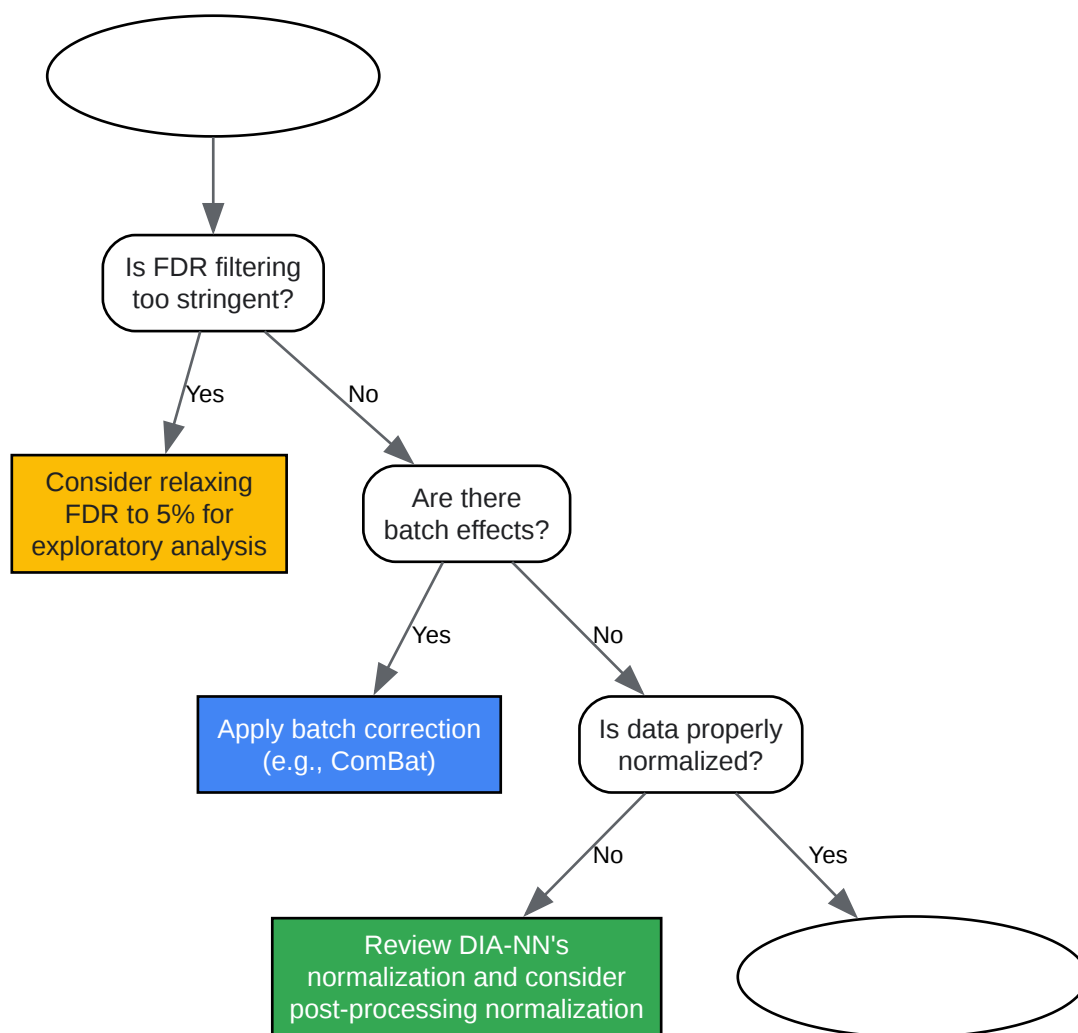 Is FDR filtering
too stringent?
Yes
No
Consider relaxing
FDR to 5% for
exploratory analysis
Are there
batch effects?
Yes
No
Apply batch correction
(e.g., ComBat)
Is data properly
normalized?
No
Yes
Review DIA-NN's
normalization and consider
post-processing normalization